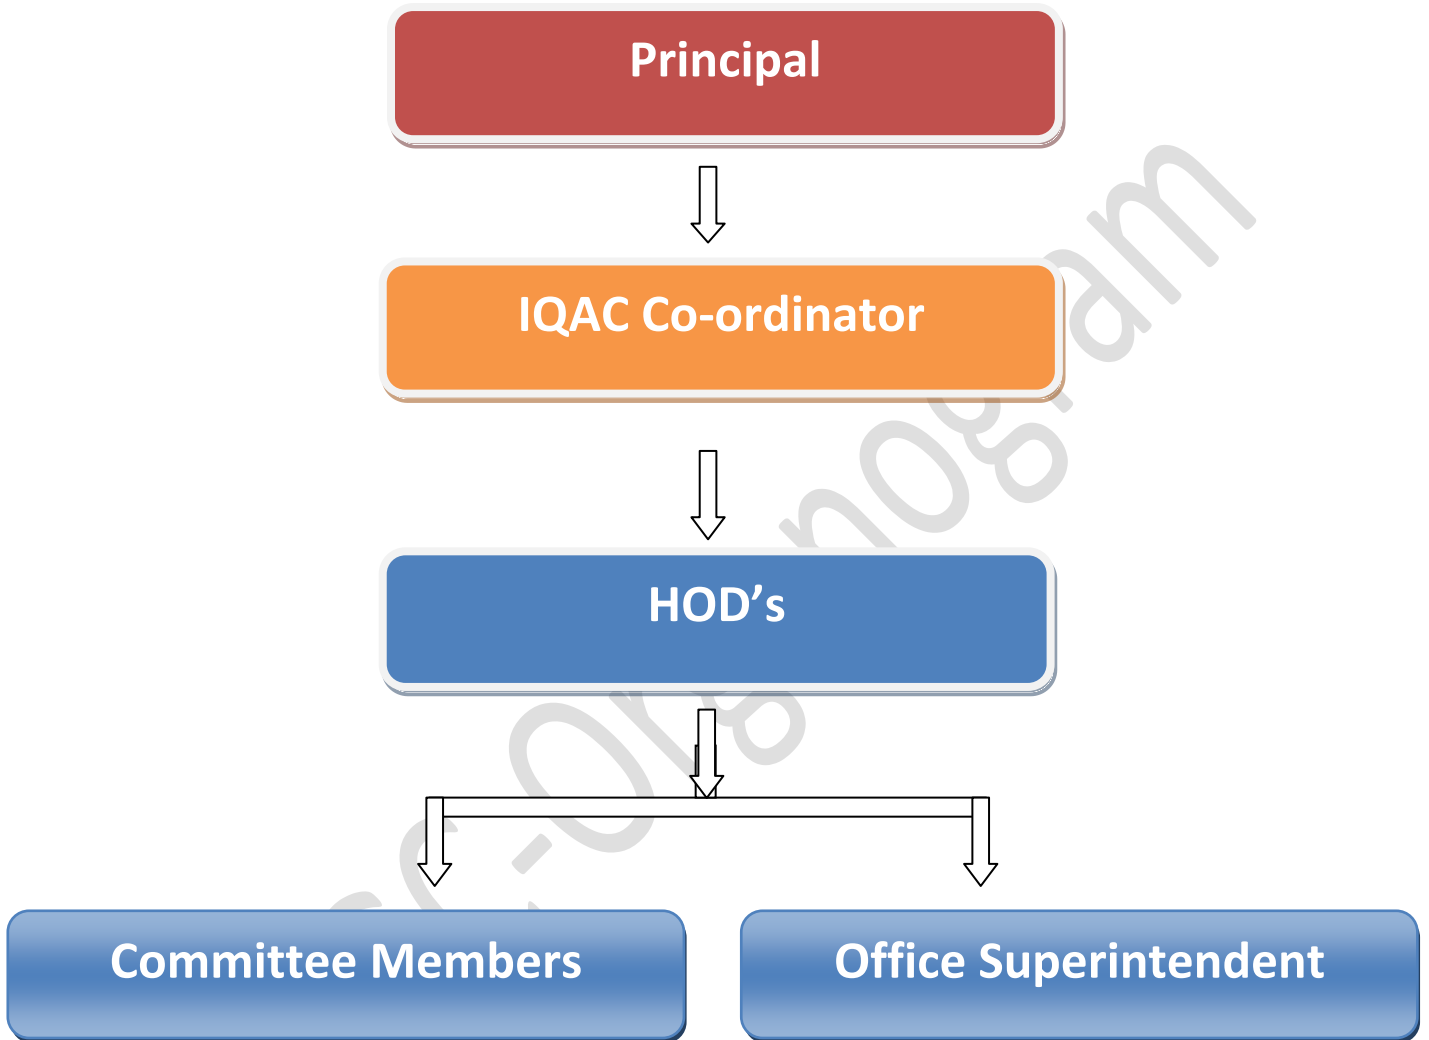 Principal
IQAC Co-ordinator
HOD’s
Committee Members
Office Superintendent